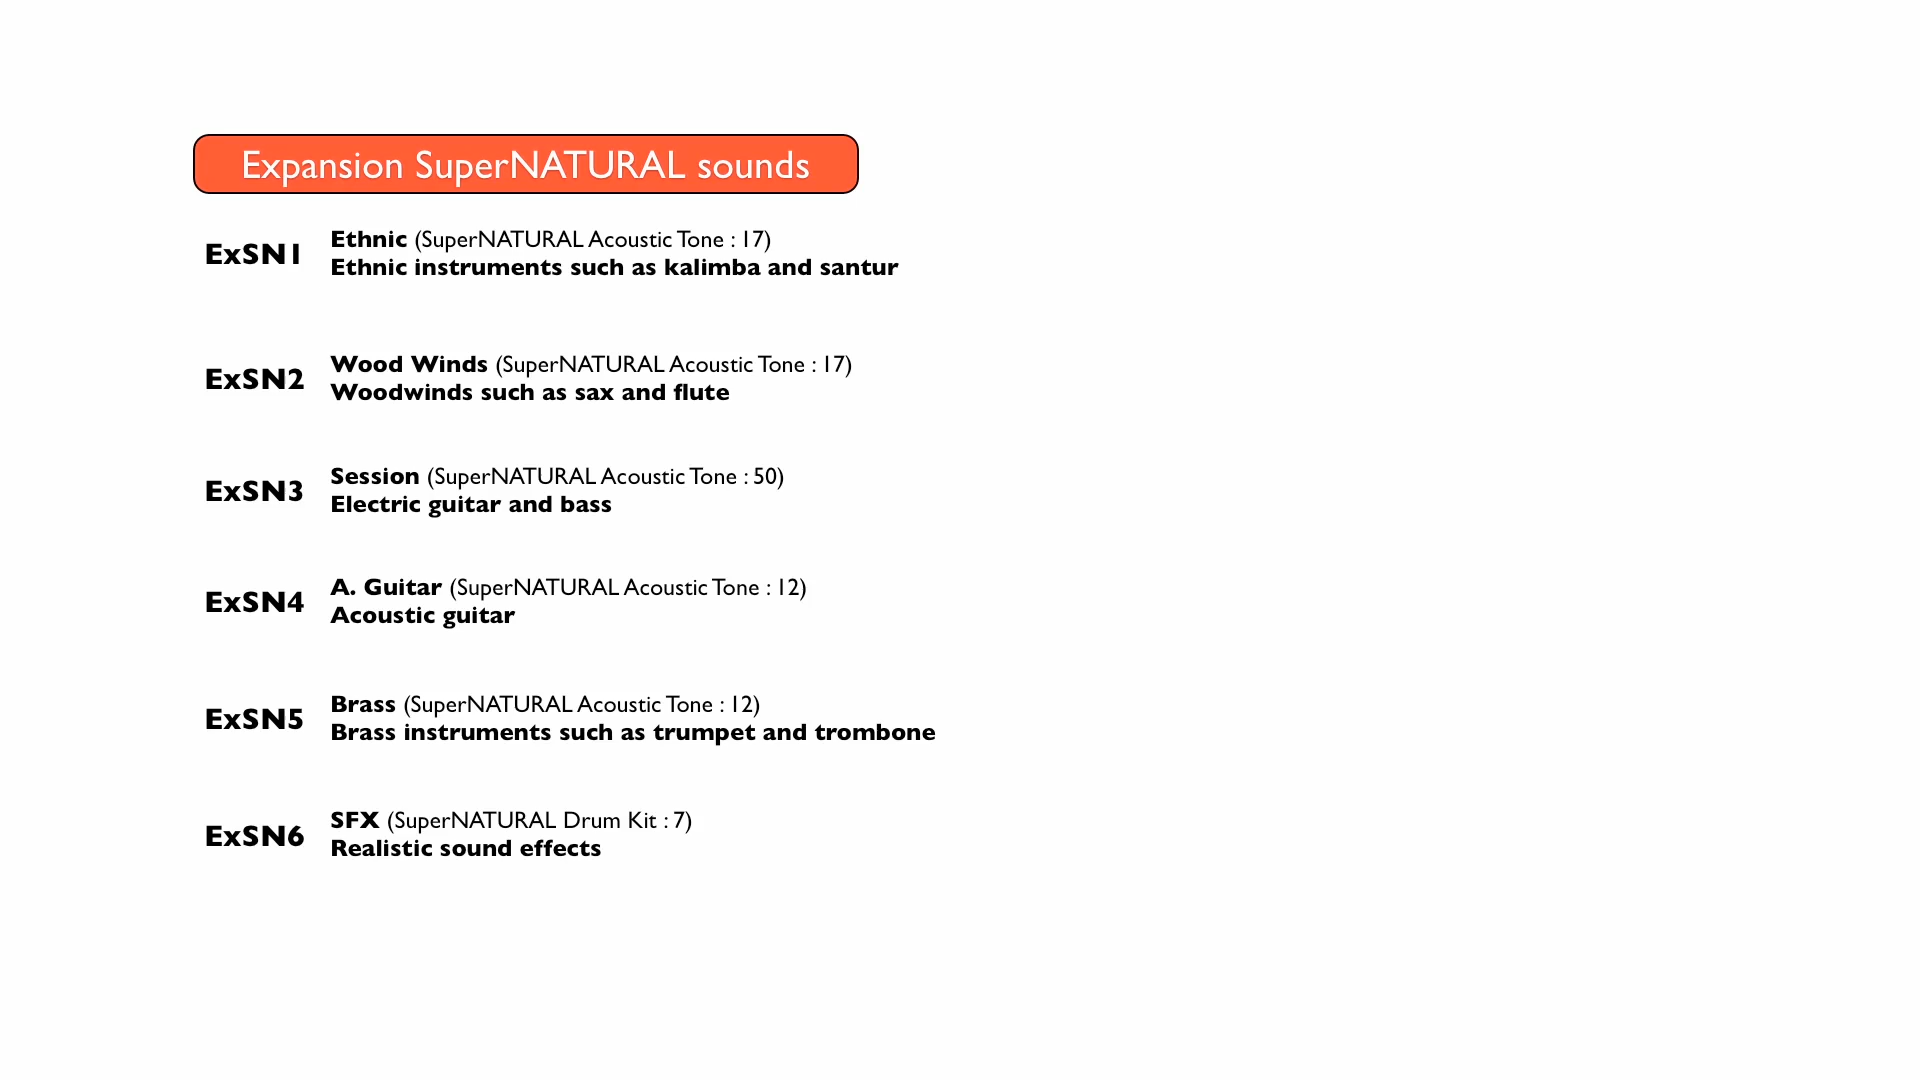 Expansion SuperNATURAL sounds
ExSN1
Ethnic (SuperNATURAL Acoustic Tone : 17)
Ethnic instruments such as kalimba and santur
ExSN2
Wood Winds (SuperNATURAL Acoustic Tone : 17)
Woodwinds such as sax and flute
ExSN3
Session (SuperNATURAL Acoustic Tone : 50)
Electric guitar and bass
ExSN4
A. Guitar (SuperNATURAL Acoustic Tone : 12)
Acoustic guitar
ExSN5
Brass (SuperNATURAL Acoustic Tone : 12)
Brass instruments such as trumpet and trombone
ExSN6
SFX (SuperNATURAL Drum Kit : 7)
Realistic sound effects